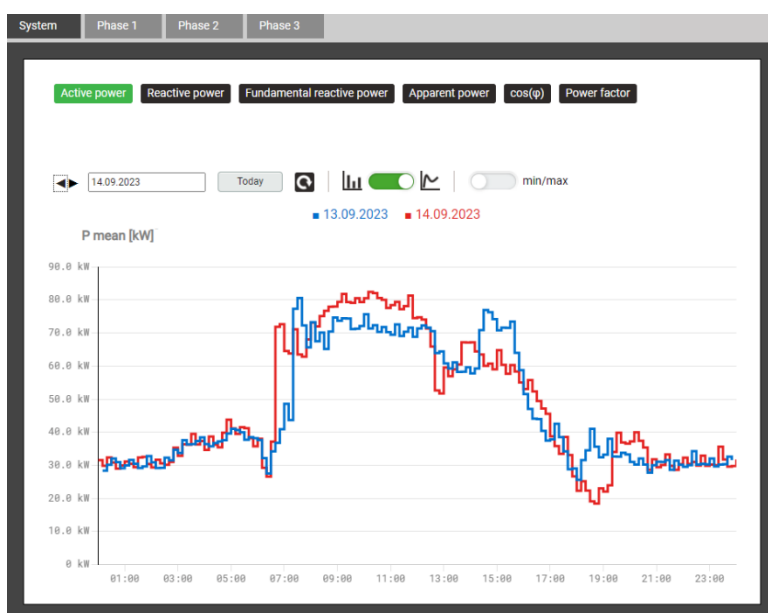 System Phase 1 Phase 2 Phase 3
Active power Reactive power Fundamental reactive power Apparent power cos(φ) Power factor
14.09.2023 Today min/max
13.09.2023 14.09.2023
P mean [kW]
90.0 kW
80.0 kW
70.0 kW
60.0 kW
50.0 kW
40.0 kW
30.0 kW
20.0 kW
10.0 kW
0 kW
01:00 03:00 05:00 07:00 09:00 11:00 13:00 15:00 17:00 19:00 21:00 23:00